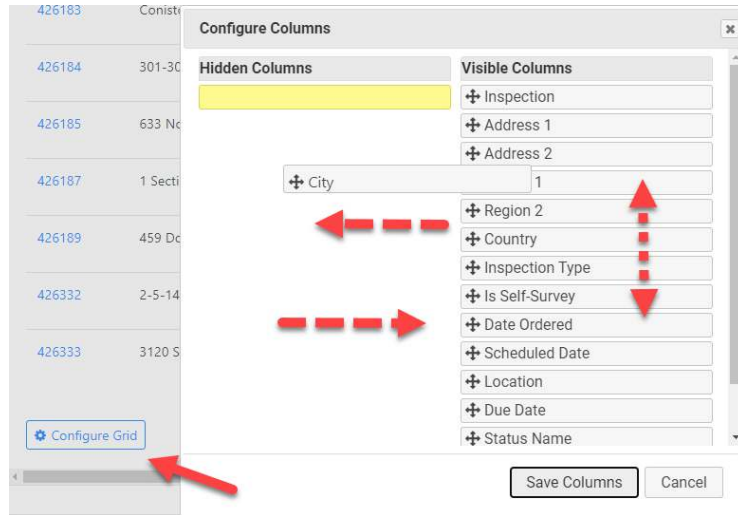 426183 Coniste
Configure Columns
426184 301-30
Hidden Columns
Visible Columns
Inspection
426185 633 No
Address 1
Address 2
426187 1 Secti
City
1
Region 2
426189 459 Do
Country
Inspection Type
426332 2-5-14
Is Self-Survey
Date Ordered
426333 3120 S
Scheduled Date
Location
Due Date
Configure Grid
Status Name
Save Columns
Cancel